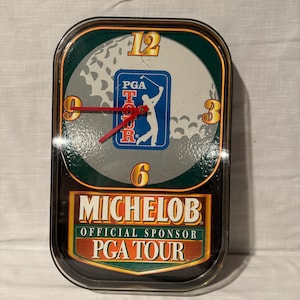 12
PGA
TOUR
9
3
6
MICHELOB
OFFICIAL SPONSOR
PGA TOUR